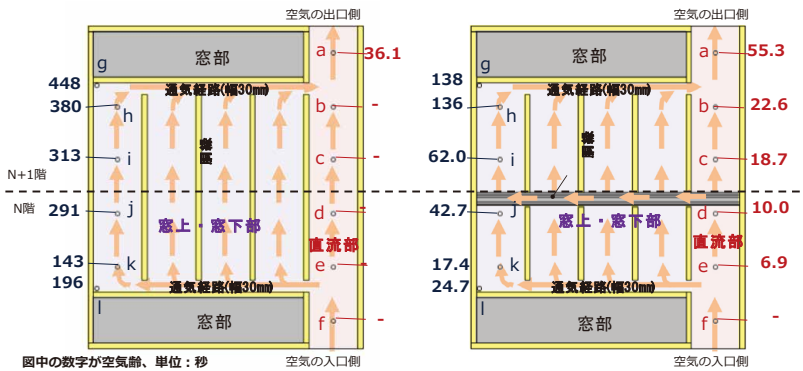 空気の出口側
g
窓部
a
36.1
448
通気経路(幅30mm)
380
h
b
-
313
i
c
-
N+1階
N階
291
j
d
-
窓上・窓下部
直流部
143
k
e
-
196
通気経路(幅30mm)
l
窓部
f
-
図中の数字が空気齢、単位：秒
空気の入口側
空気の出口側
g
窓部
a
55.3
138
通気経路(幅30mm)
136
h
b
22.6
62.0
i
c
18.7
42.7
j
d
10.0
窓上・窓下部
直流部
17.4
k
e
6.9
24.7
通気経路(幅30mm)
l
窓部
f
-
空気の入口側